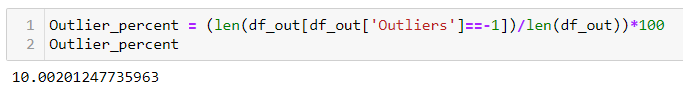 1 Outlier_percent = (len(df_out[df_out['Outliers']==-1])/len(df_out))*100
2 Outlier_percent
10.00201247735963